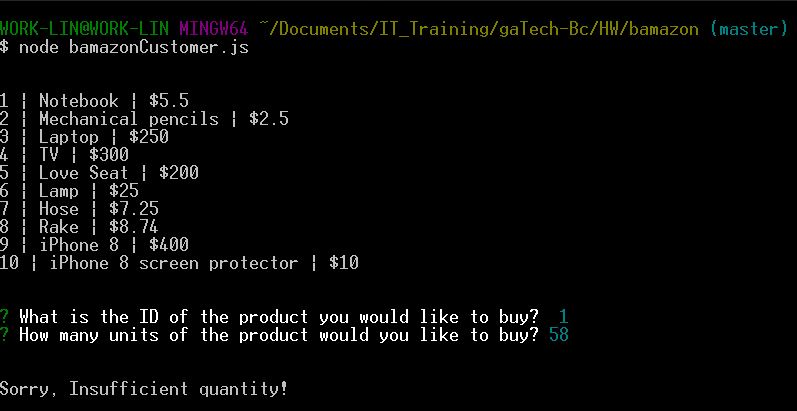 WORK-LIN@WORK-LIN MINGW64 ~/Documents/IT_Training/gaTech-Bc/HW/bamazon (master)
$ node bamazonCustomer.js
1 | Notebook | $5.5
2 | Mechanical pencils | $2.5
3 | Laptop | $250
4 | TV | $300
5 | Love Seat | $200
6 | Lamp | $25
7 | Hose | $7.25
8 | Rake | $8.74
9 | iPhone 8 | $400
10 | iPhone 8 screen protector | $10
? What is the ID of the product you would like to buy?  1
? How many units of the product would you like to buy? 58
Sorry, Insufficient quantity!